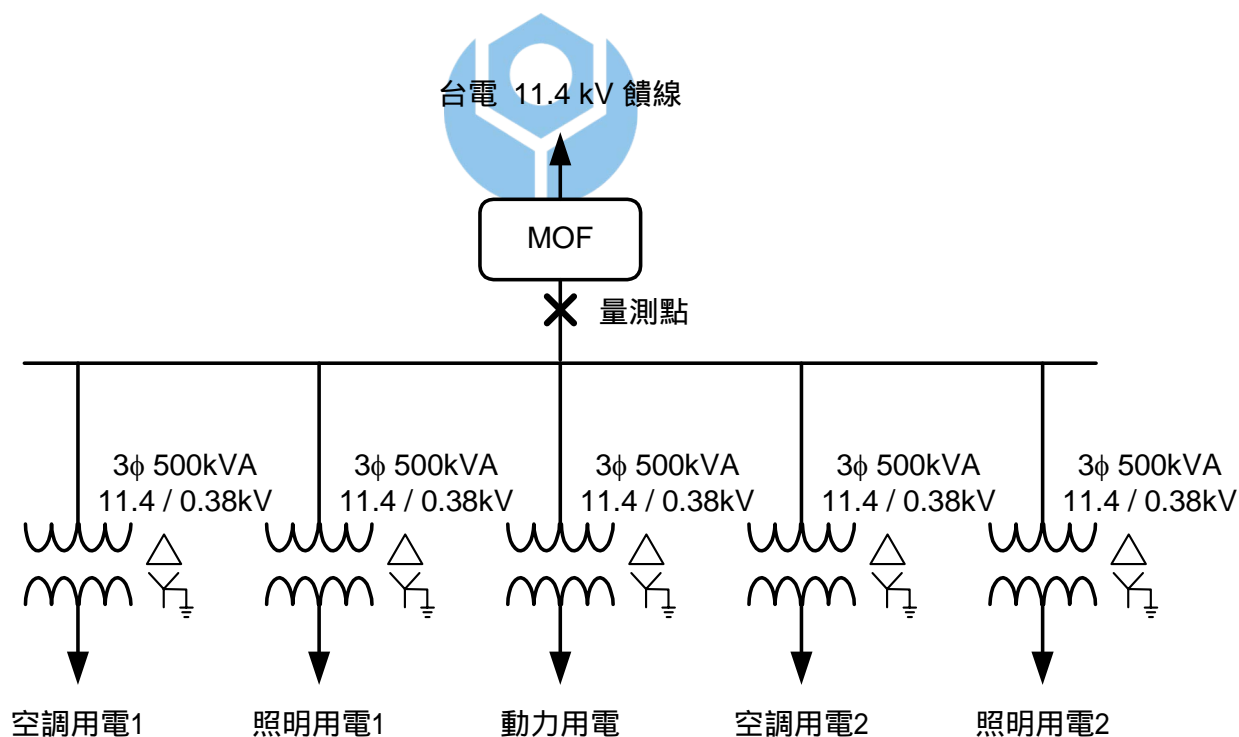 台電 11.4 kV 饋線
MOF
量測點
3ϕ 500kVA
11.4 / 0.38kV
3ϕ 500kVA
11.4 / 0.38kV
3ϕ 500kVA
11.4 / 0.38kV
3ϕ 500kVA
11.4 / 0.38kV
3ϕ 500kVA
11.4 / 0.38kV
空調用電1
照明用電1
動力用電
空調用電2
照明用電2